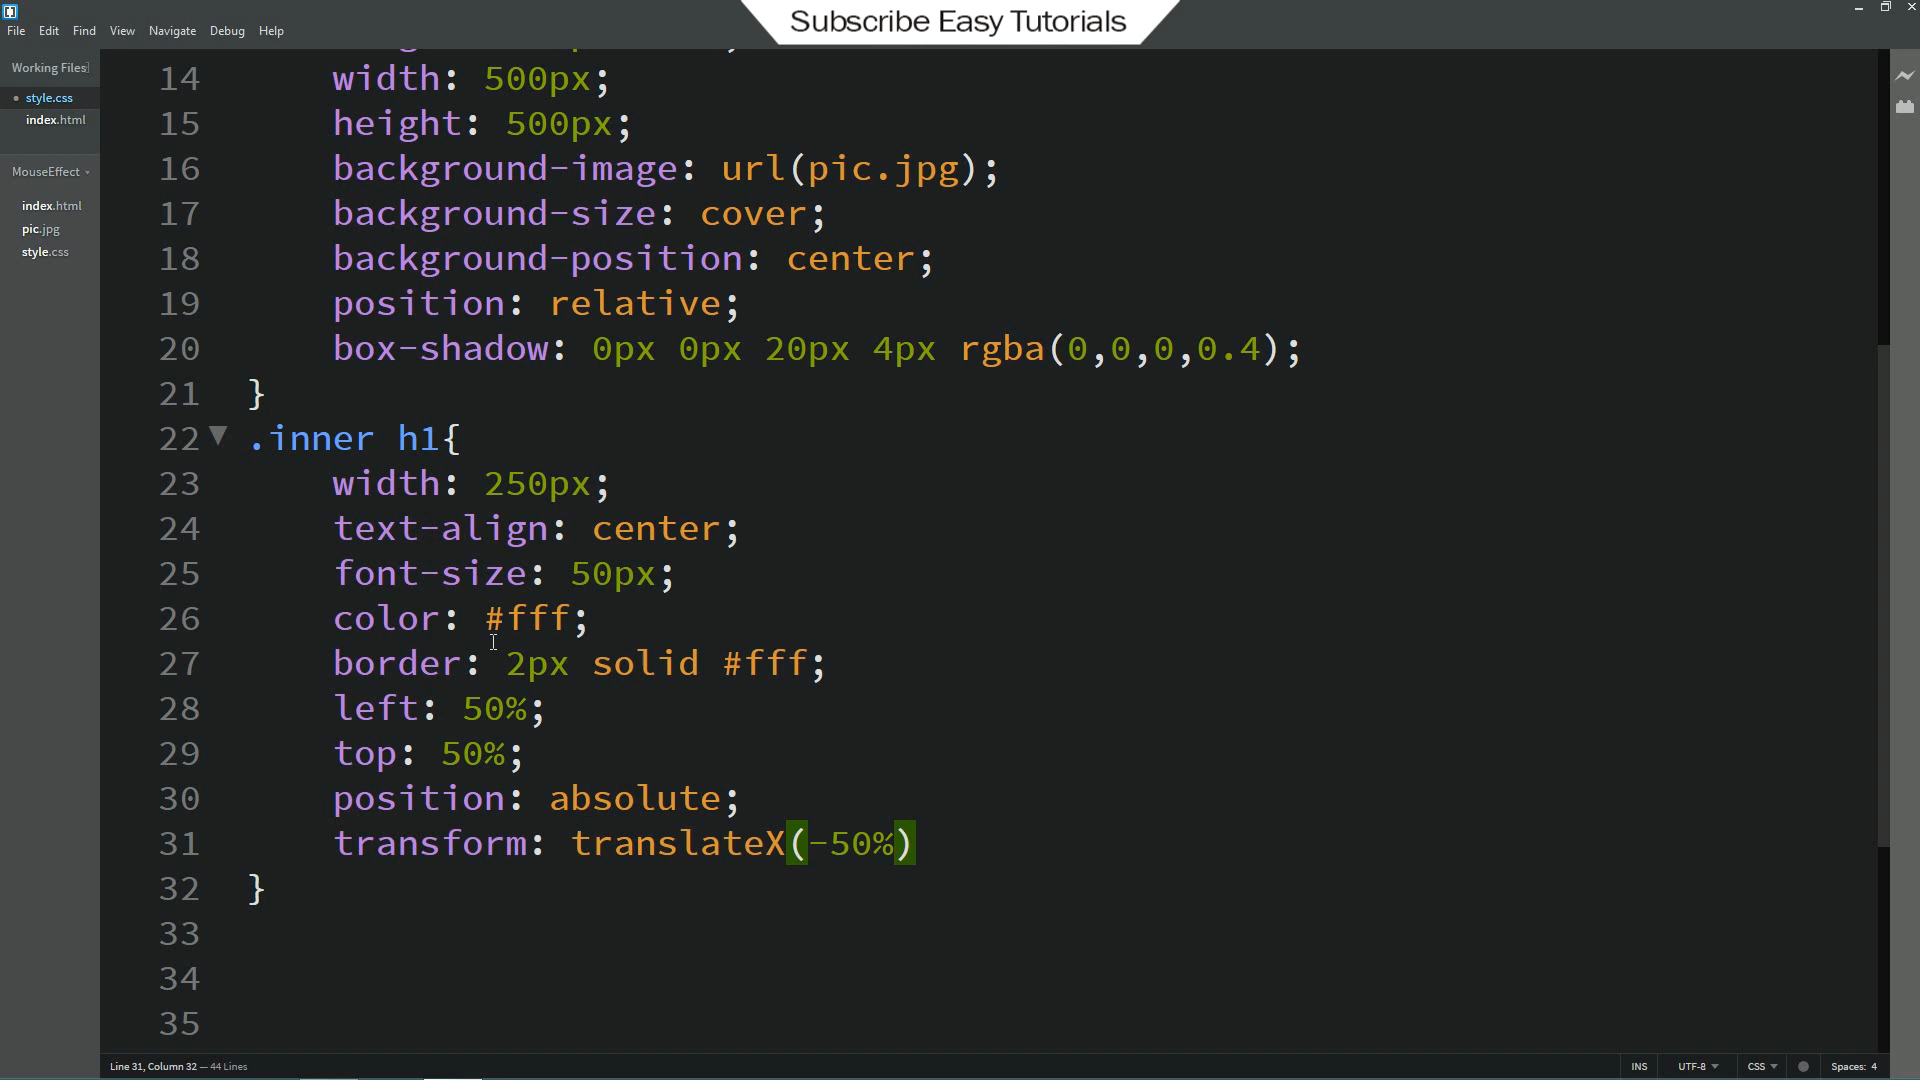 Subscribe Easy Tutorials
File Edit Find View Navigate Debug Help
Working Files
style.css
index.html
MouseEffect
index.html
pic.jpg
style.css
14 width: 500px;
15 height: 500px;
16 background-image: url(pic.jpg);
17 background-size: cover;
18 background-position: center;
19 position: relative;
20 box-shadow: 0px 0px 20px 4px rgba(0,0,0,0.4);
21 }
22 .inner h1{
23 width: 250px;
24 text-align: center;
25 font-size: 50px;
26 color: #fff;
27 border: 2px solid #fff;
28 left: 50%;
29 top: 50%;
30 position: absolute;
31 transform: translateX(-50%)
32 }
33
34
35
Line 31, Column 32 — 44 Lines
INS UTF-8 CSS Spaces: 4